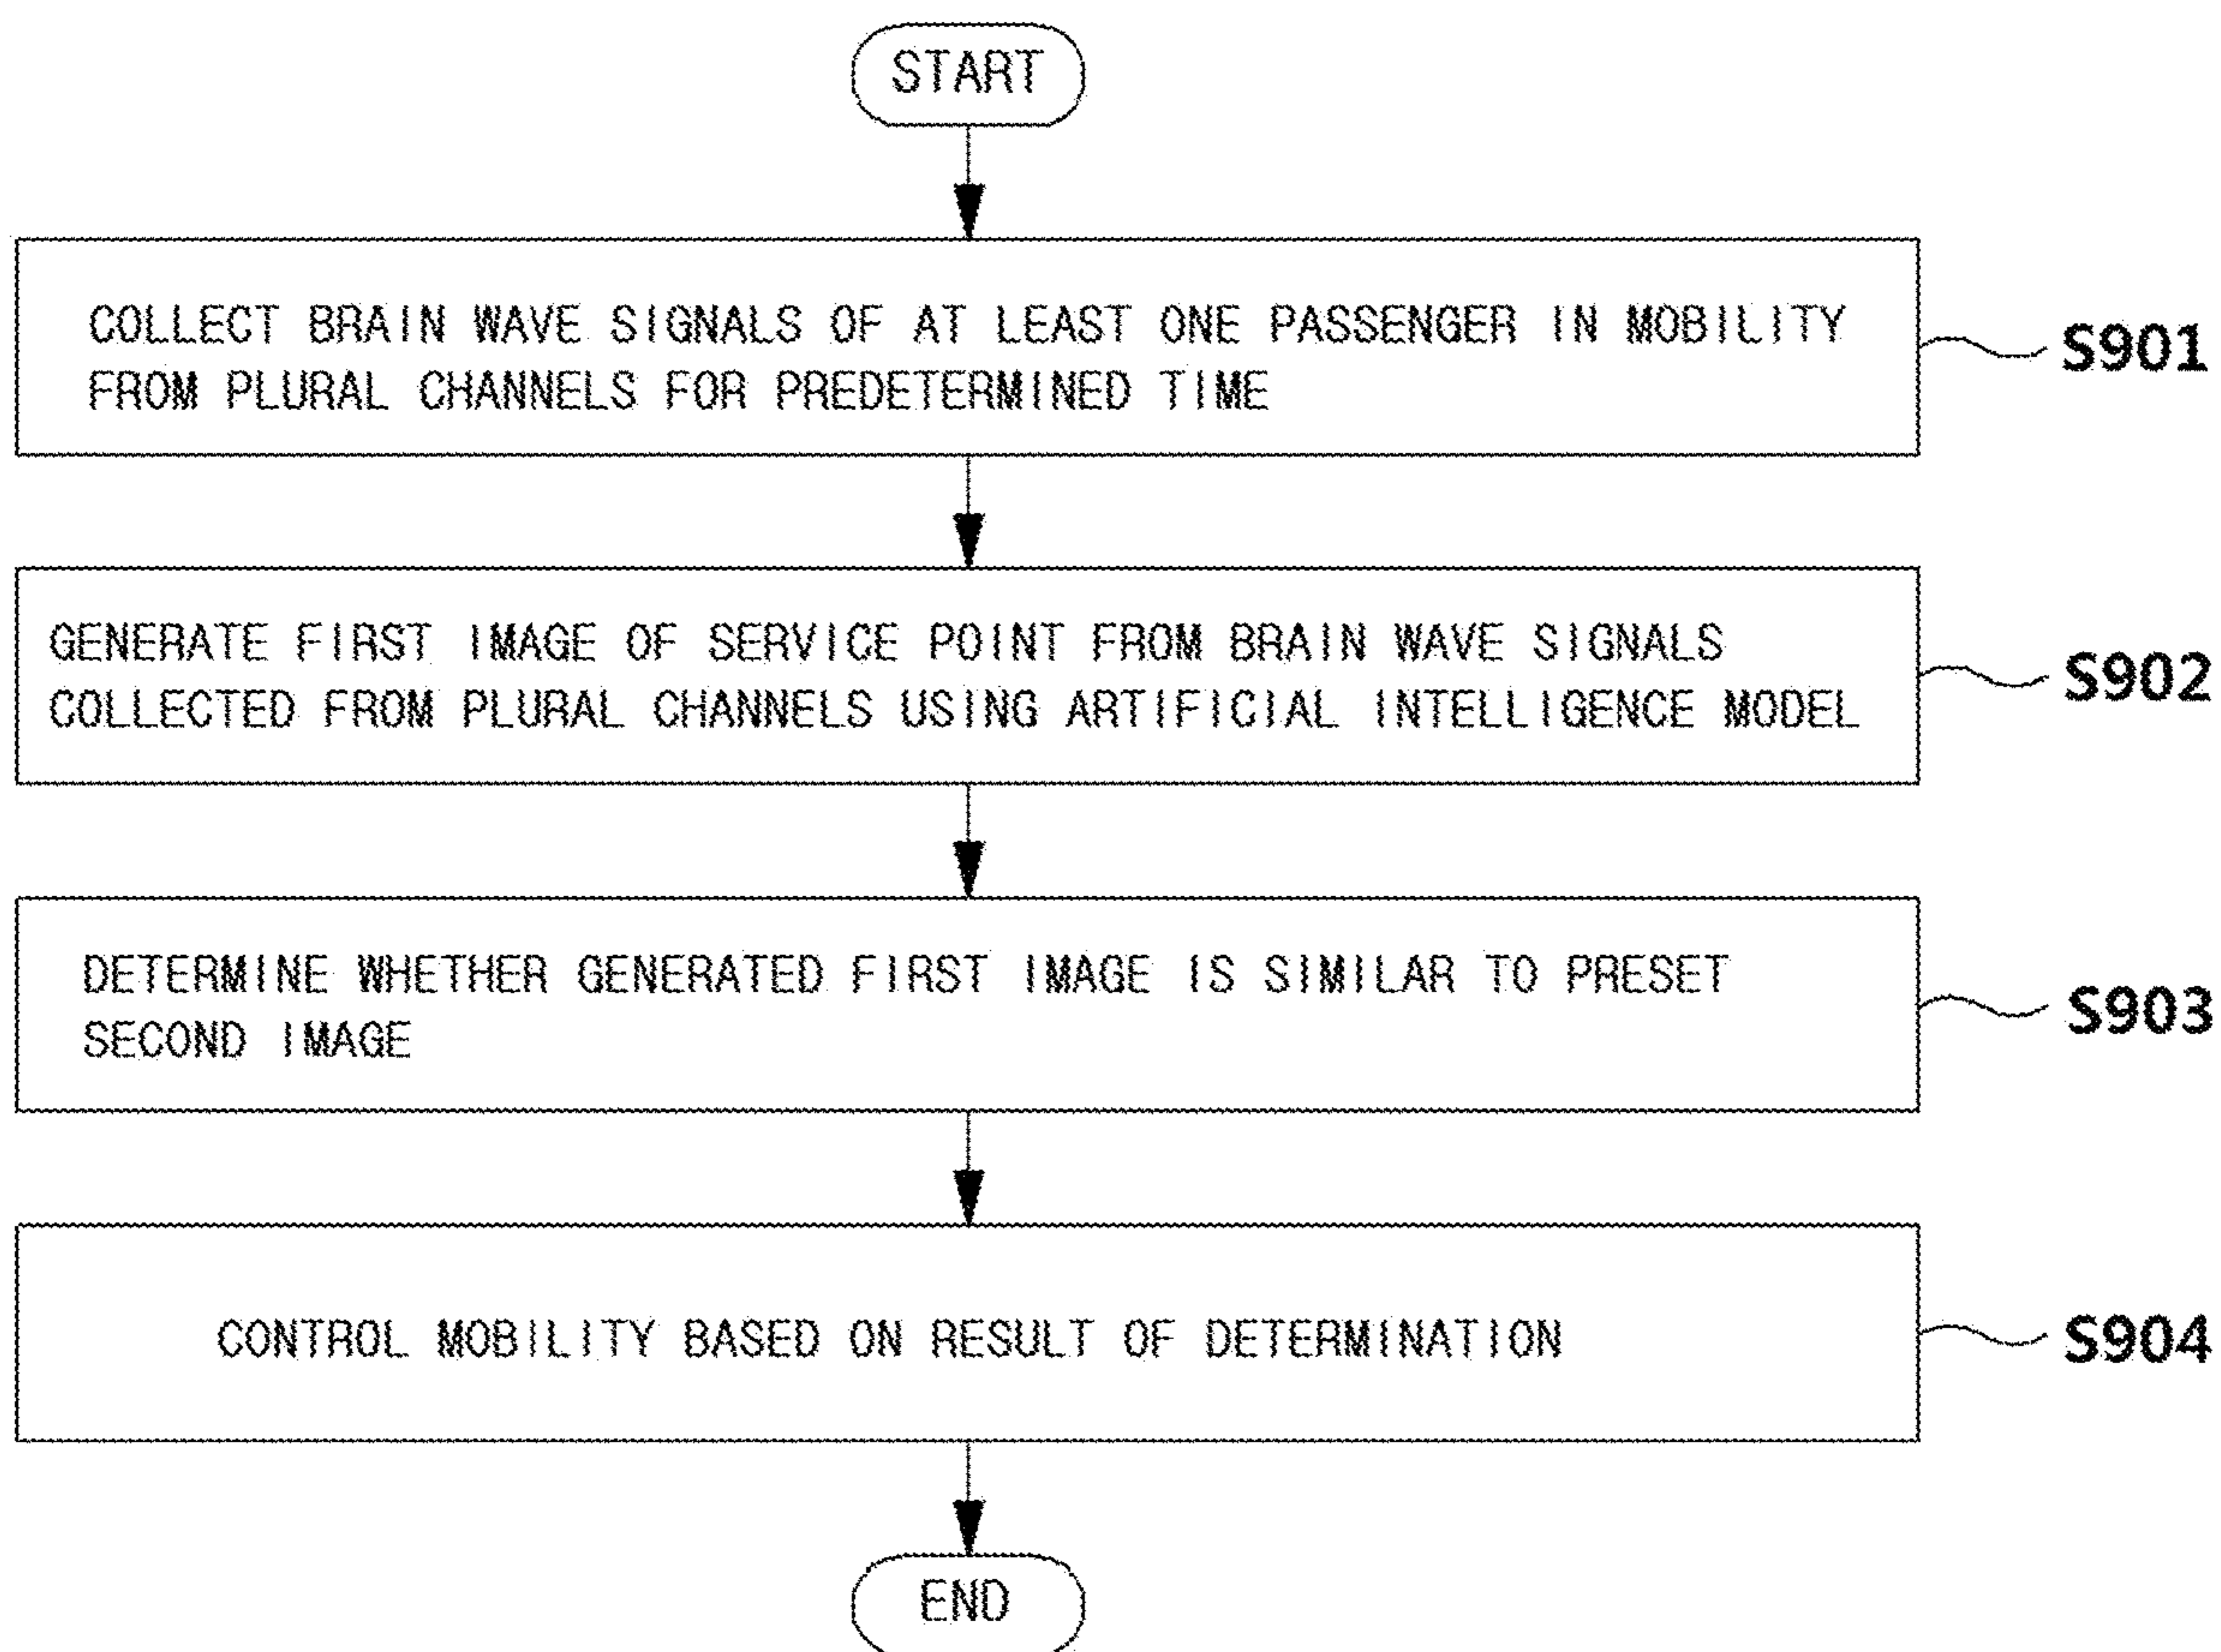 START
COLLECT BRAIN WAVE SIGNALS OF AT LEAST ONE PASSENGER IN MOBILITY
FROM PLURAL CHANNELS FOR PREDETERMINED TIME
S901
GENERATE FIRST IMAGE OF SERVICE POINT FROM BRAIN WAVE SIGNALS
COLLECTED FROM PLURAL CHANNELS USING ARTIFICIAL INTELLIGENCE MODEL
S902
DETERMINE WHETHER GENERATED FIRST IMAGE IS SIMILAR TO PRESET
SECOND IMAGE
S903
CONTROL MOBILITY BASED ON RESULT OF DETERMINATION
S904
END